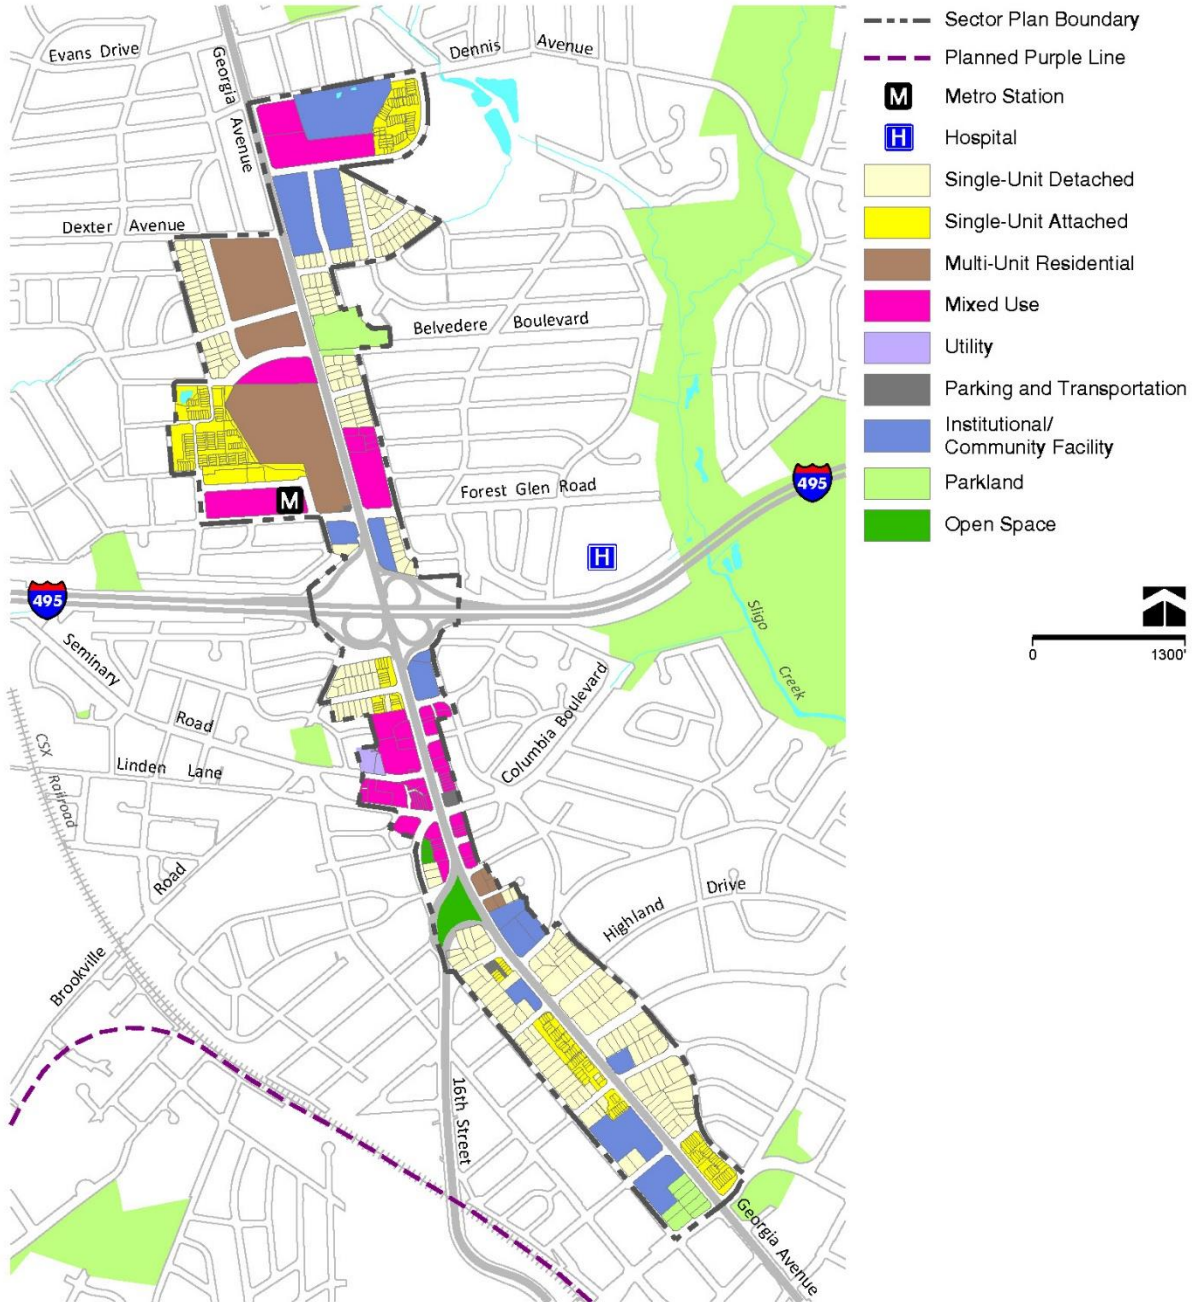 Evans Drive
Georgia Avenue
Dennis Avenue
Dexter Avenue
Belvedere Boulevard
M
Forest Glen Road
495
H
495
Seminary Road
Sligo Creek
Linden Lane
Columbia Boulevard
CSX Railroad
Brookville Road
Highland Drive
16th Street
Georgia Avenue
Sector Plan Boundary
Planned Purple Line
M Metro Station
H Hospital
Single-Unit Detached
Single-Unit Attached
Multi-Unit Residential
Mixed Use
Utility
Parking and Transportation
Institutional/
Community Facility
Parkland
Open Space
0 1300'